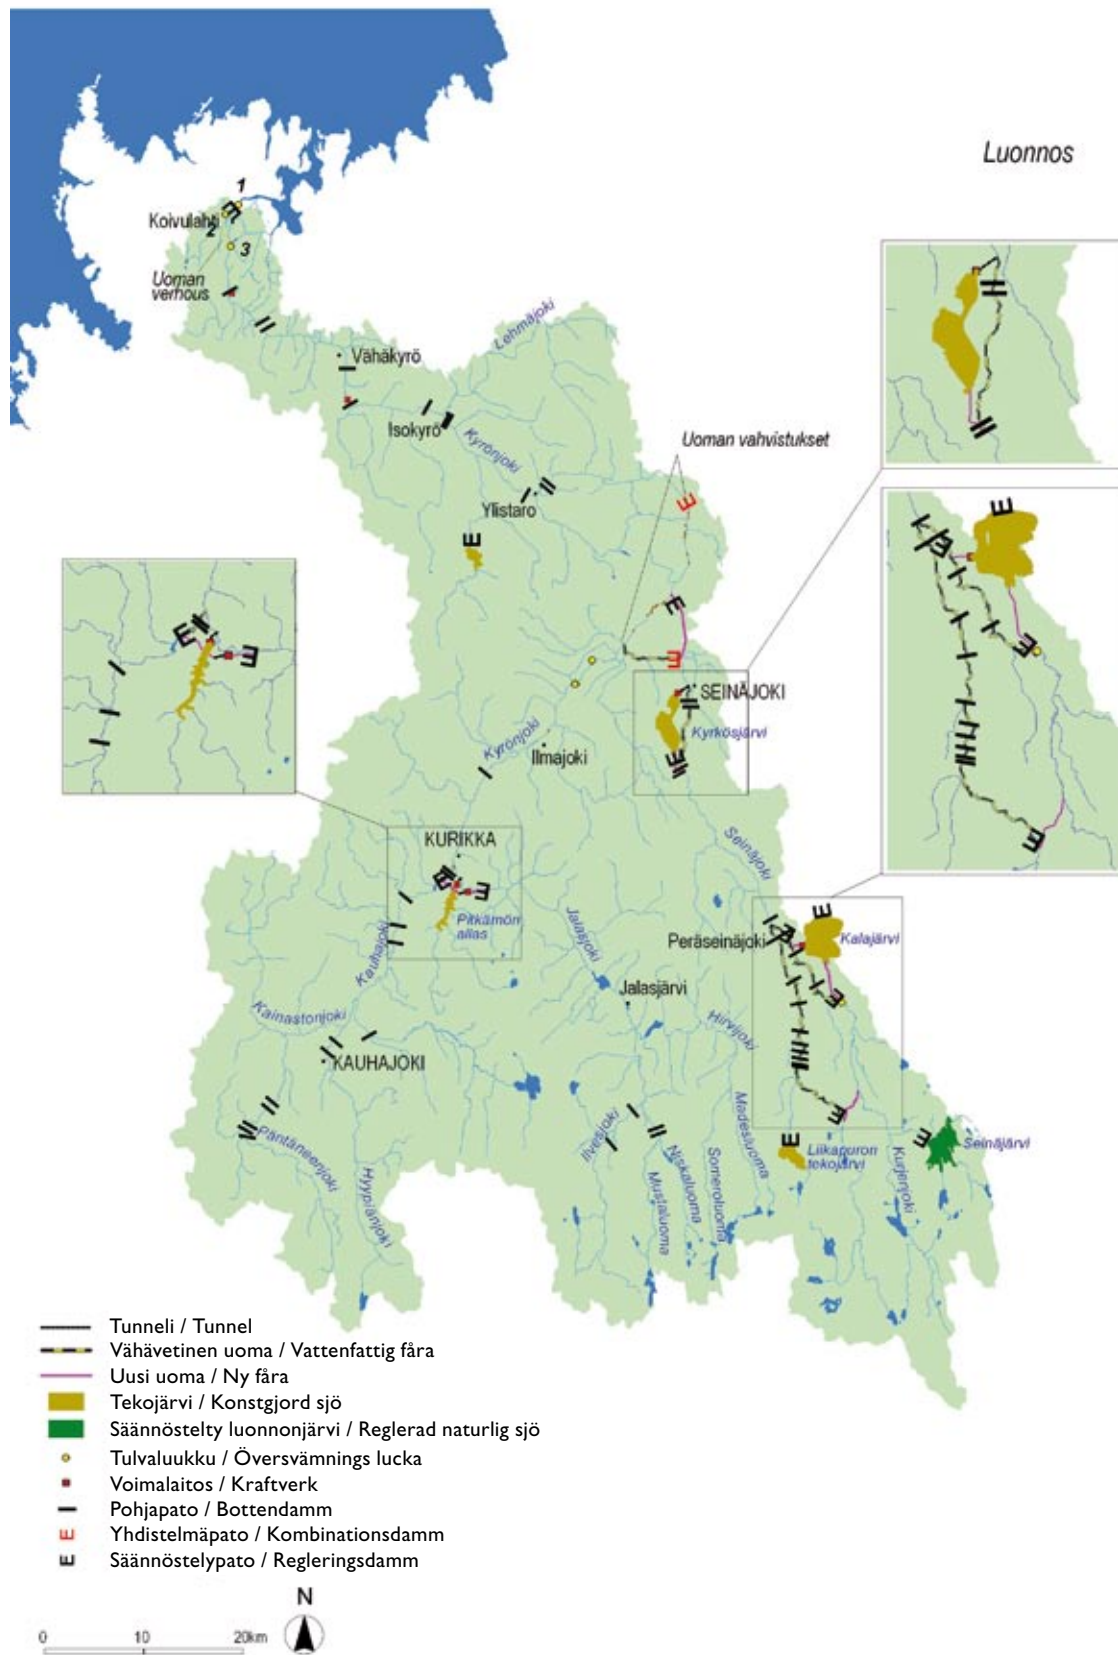 Luonnos
1
Koivulahti
2
3
Uoman
verhous
Lehmäjoki
Vähäkyrö
Isokyrö
Kyrönjoki
Uoman vahvistukset
Ylistaro
SEINÄJOKI
Kyrkösjärvi
Kyrönjoki
Ilmajoki
Seinäjoki
KURIKKA
Pitkämön
allas
Kauhajoki
Jalasjoki
Peräseinäjoki
Kalajärvi
Jalasjärvi
Kainastonjoki
Hirvijoki
KAUHAJOKI
Madesluoma
Ilvesjoki
Päntäneenjoki
Hyypiänjoki
Niskaluoma
Mustaluoma
Someroluoma
Liikapuron
tekojärvi
Kurjenjoki
Seinäjärvi
Tunneli / Tunnel
Vähävetinen uoma / Vattenfattig fåra
Uusi uoma / Ny fåra
Tekojärvi / Konstgjord sjö
Säännöstelty luonnonjärvi / Reglerad naturlig sjö
Tulvaluukku / Översvämnings lucka
Voimalaitos / Kraftverk
Pohjapato / Bottendamm
Yhdistelmäpato / Kombinationsdamm
Säännöstelypato / Regleringsdamm
N
0 10 20km